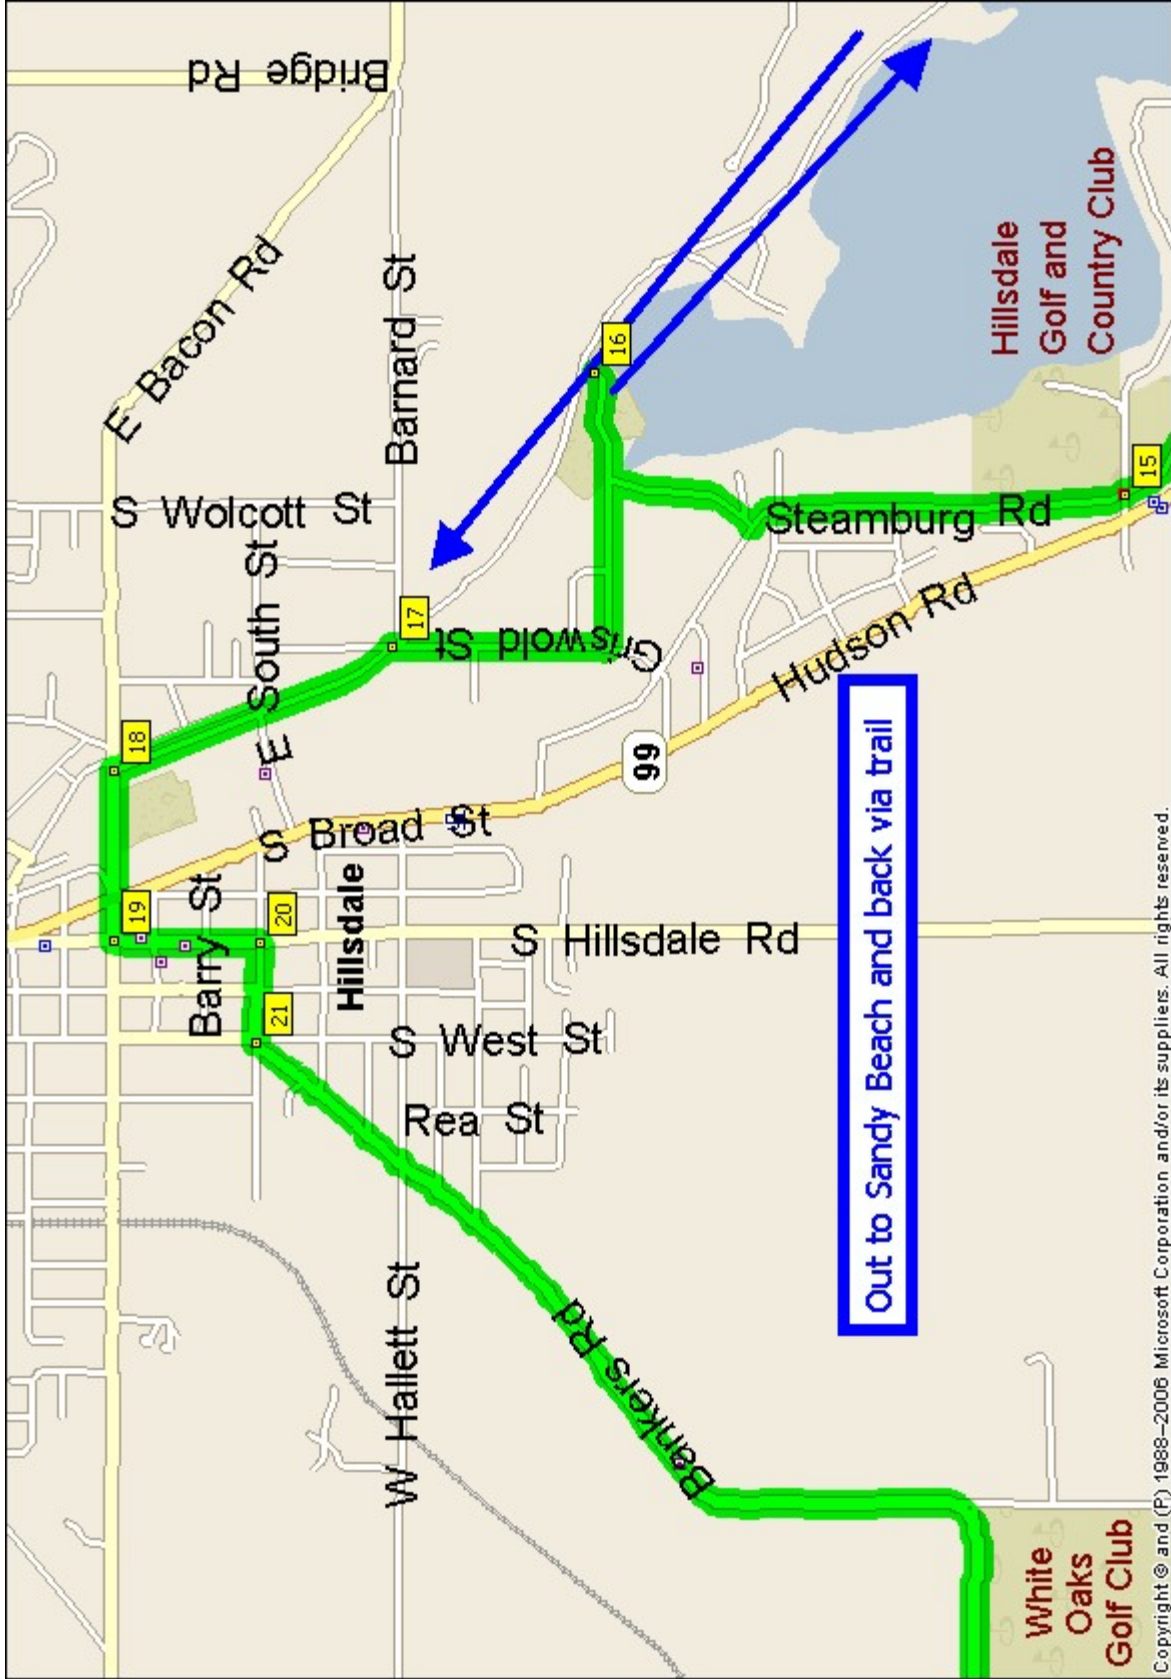 Bridge Rd
E Bacon Rd
Barnard St
S Wolcott St
E South St
Griswold St
Steamburg Rd
Hudson Rd
99
S Broad St
Barry St
Hillsdale
S Hillsdale Rd
S West St
Rea St
W Hallett St
Bankers Rd
15
16
17
18
19
20
21
Hillsdale
Golf and
Country Club
White
Oaks
Golf Club
Out to Sandy Beach and back via trail
Copyright © and (P) 1988–2006 Microsoft Corporation and/or its suppliers. All rights reserved.